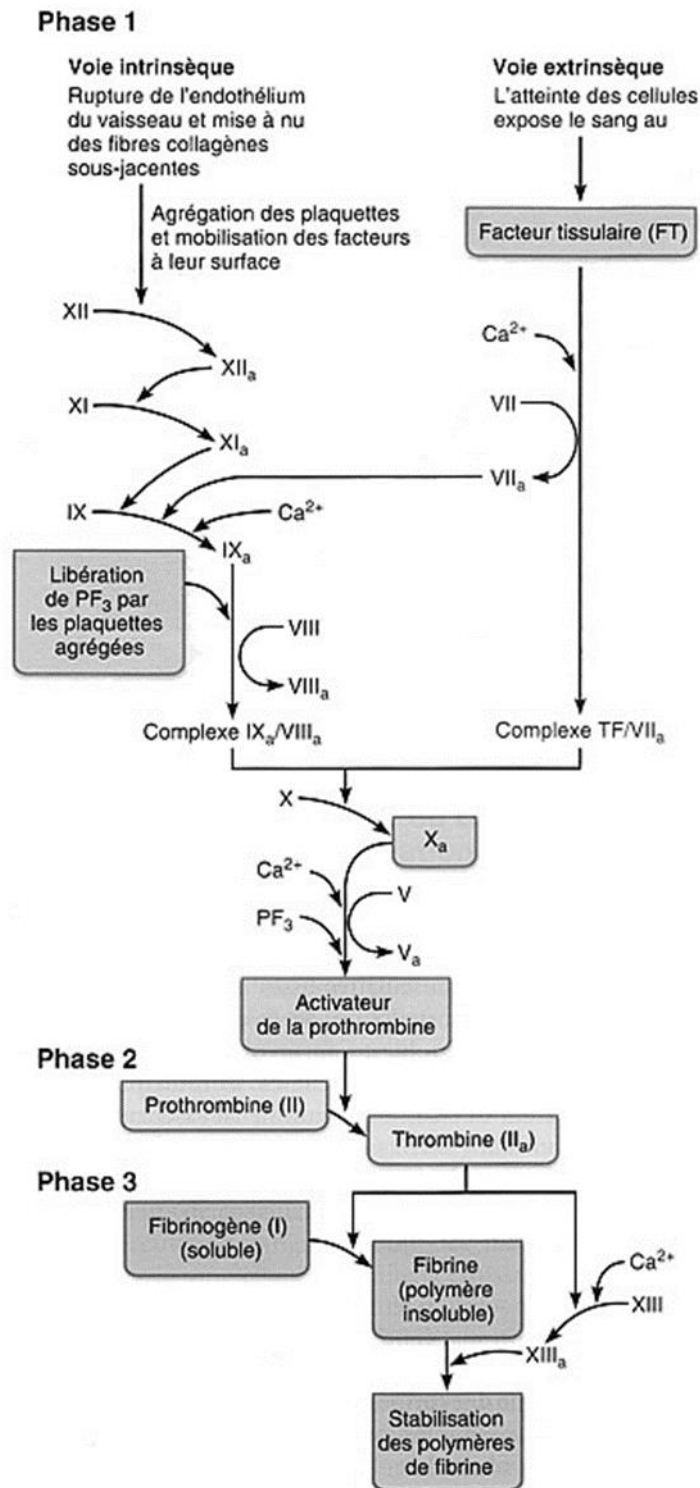 Phase 1
Voie intrinsèque
Rupture de l'endothélium
du vaisseau et mise à nu
des fibres collagènes
sous-jacentes
Voie extrinsèque
L'atteinte des cellules
expose le sang au
Agrégation des plaquettes
et mobilisation des facteurs
à leur surface
Facteur tissulaire (FT)
XII
XIIₐ
XI
XIₐ
IX
Ca²⁺
IXₐ
Ca²⁺
VII
VIIₐ
Libération
de PF₃ par
les plaquettes
agrégées
VIII
VIIIₐ
Complexe IXₐ/VIIIₐ
Complexe TF/VIIₐ
X
Xₐ
Ca²⁺
V
PF₃
Vₐ
Activateur
de la prothrombine
Phase 2
Prothrombine (II)
Thrombine (IIₐ)
Phase 3
Fibrinogène (I)
(soluble)
Fibrine
(polymère
insoluble)
Ca²⁺
XIII
XIIIₐ
Stabilisation
des polymères
de fibrine